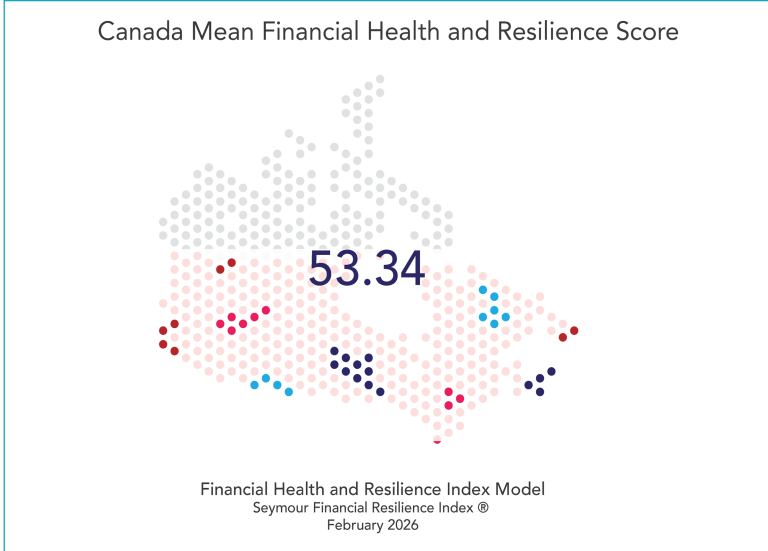 Canada Mean Financial Health and Resilience Score
53.34
Financial Health and Resilience Index Model
Seymour Financial Resilience Index ®
February 2026